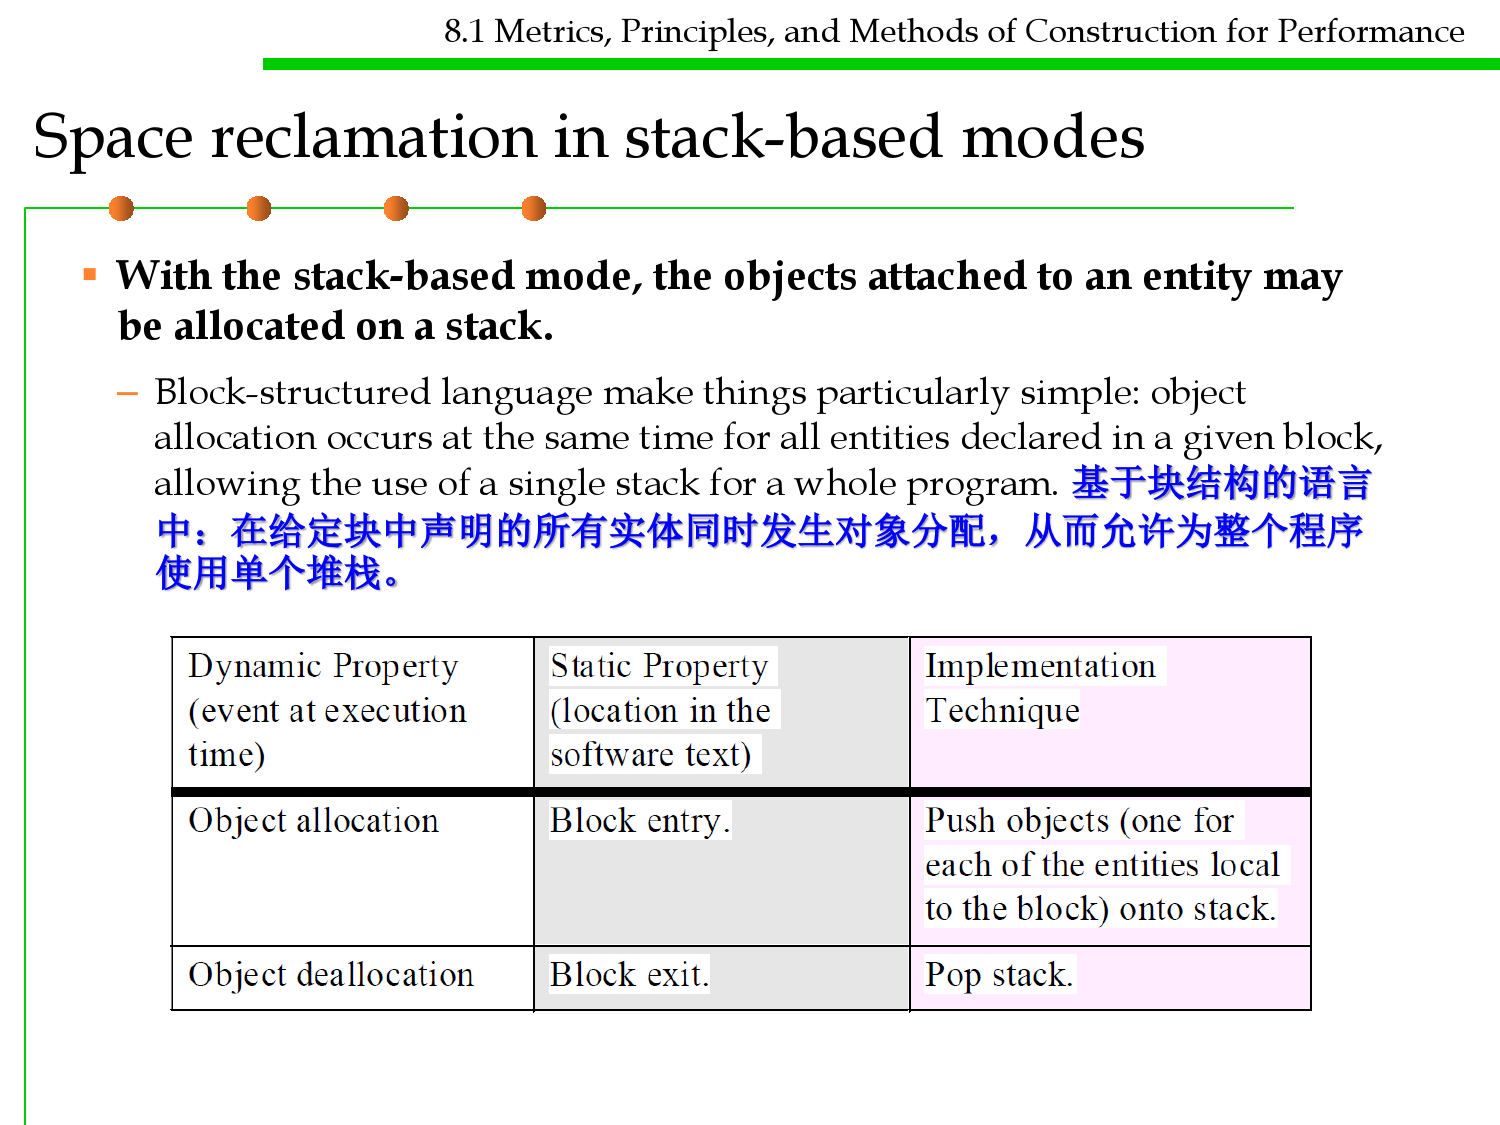 8.1 Metrics, Principles, and Methods of Construction for Performance
Space reclamation in stack-based modes
With the stack-based mode, the objects attached to an entity may
be allocated on a stack.
– Block-structured language make things particularly simple: object
allocation occurs at the same time for all entities declared in a given block,
allowing the use of a single stack for a whole program. 基于块结构的语言
中：在给定块中声明的所有实体同时发生对象分配，从而允许为整个程序
使用单个堆栈。
Dynamic Property
(event at execution
time)
Static Property
(location in the
software text)
Implementation
Technique
Object allocation
Block entry.
Push objects (one for
each of the entities local
to the block) onto stack.
Object deallocation
Block exit.
Pop stack.